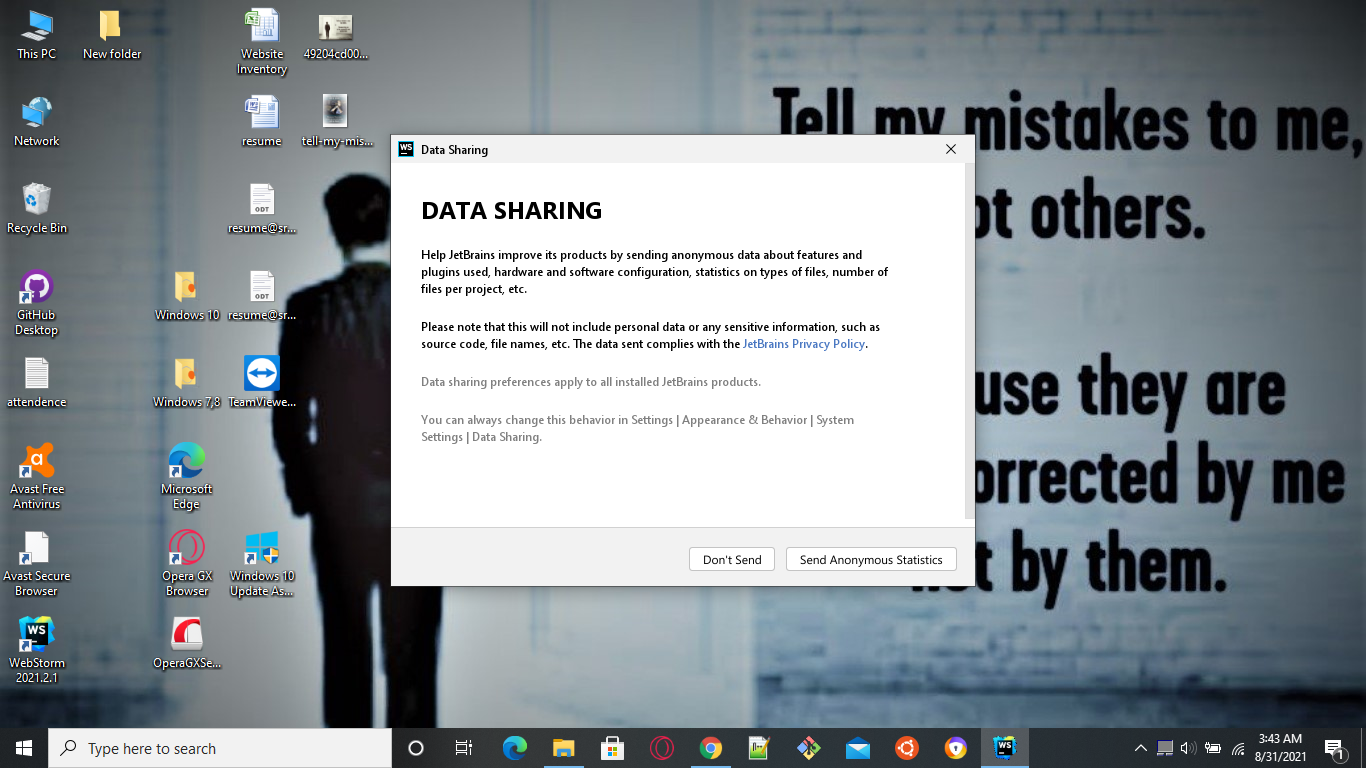 This PC
New folder
Website
Inventory
49204cd00...
Network
resume
tell-my-mis...
Recycle Bin
resume@sr...
GitHub
Desktop
Windows 10
resume@sr...
attendence
Windows 7,8
TeamViewe...
Avast Free
Antivirus
Microsoft
Edge
Avast Secure
Browser
Opera GX
Browser
Windows 10
Update As...
WebStorm
2021.2.1
OperaGXSe...
ODT
ODT
WS
Tell my mistakes to me,
ot others.
use they are
orrected by me
by them.
WS
Data Sharing
DATA SHARING
Help JetBrains improve its products by sending anonymous data about features and
plugins used, hardware and software configuration, statistics on types of files, number of
files per project, etc.
Please note that this will not include personal data or any sensitive information, such as
source code, file names, etc. The data sent complies with the JetBrains Privacy Policy.
Data sharing preferences apply to all installed JetBrains products.
You can always change this behavior in Settings | Appearance & Behavior | System
Settings | Data Sharing.
Don't Send
Send Anonymous Statistics
Type here to search
WS
3:43 AM
8/31/2021
1